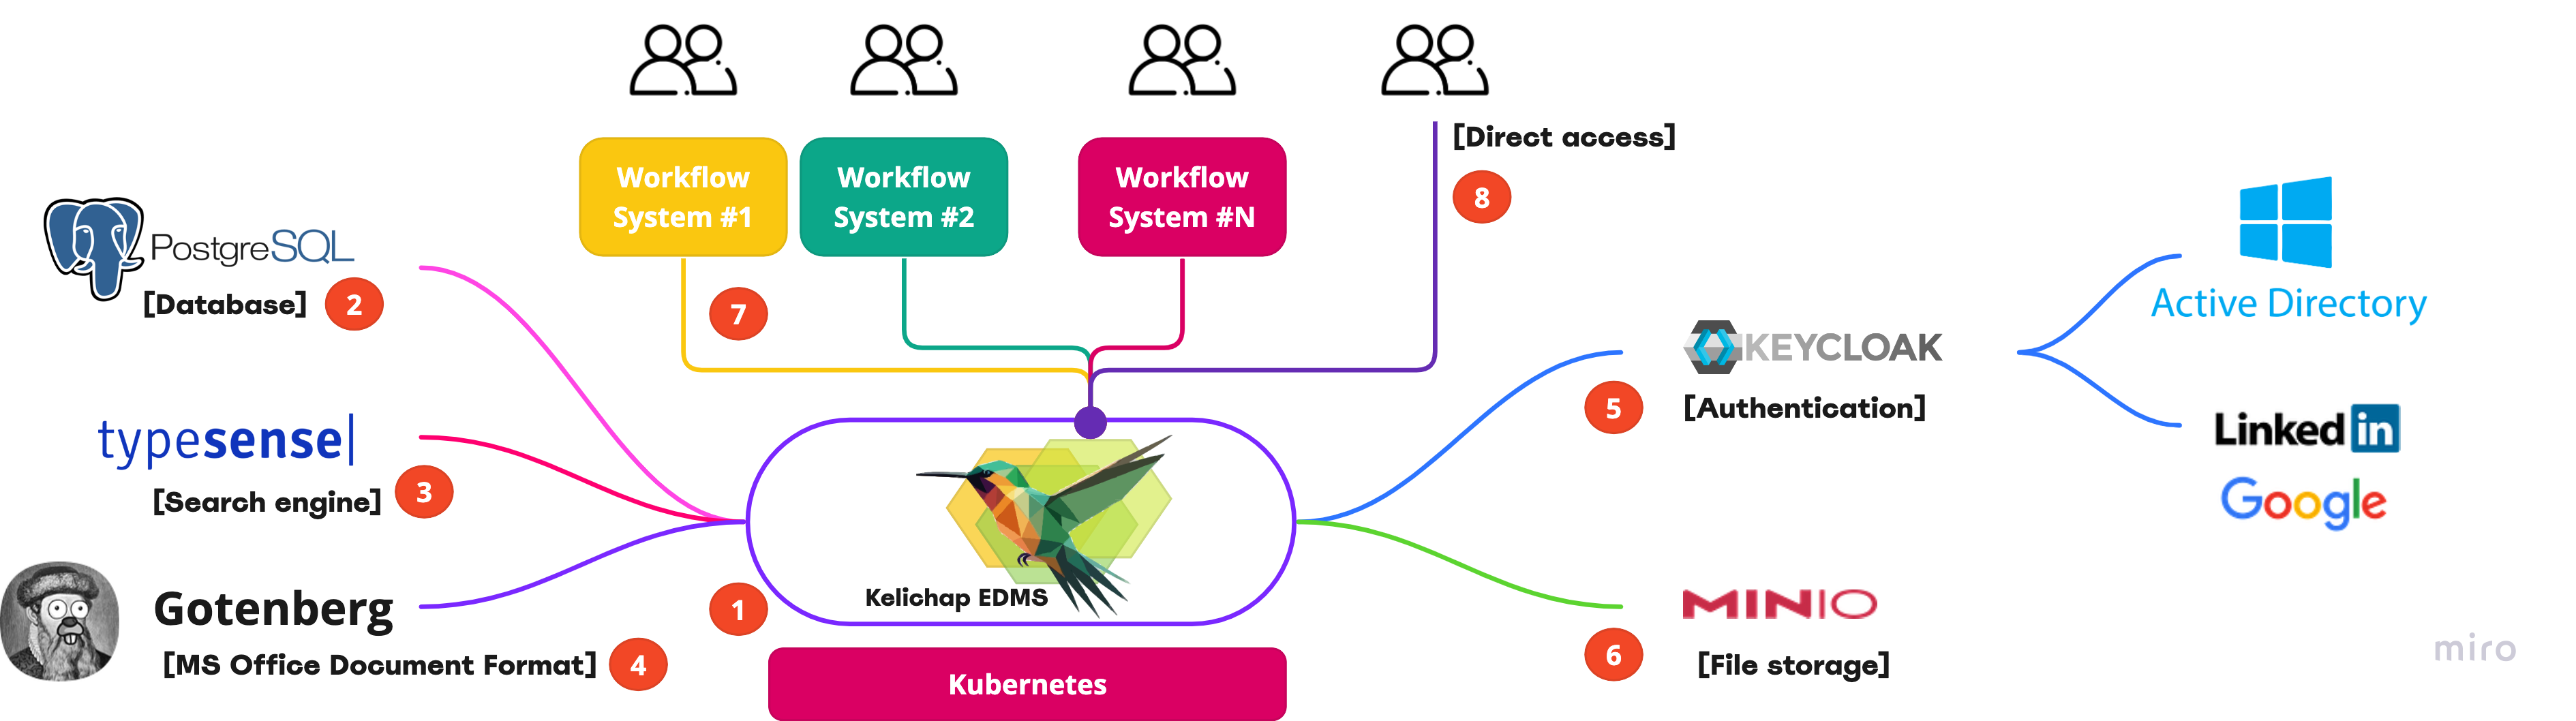 [Direct access]
8
Workflow
System #1
Workflow
System #2
Workflow
System #N
7
PostgreSQL
[Database]
2
typesense
[Search engine]
3
Gotenberg
[MS Office Document Format]
4
1
Kelichap EDMS
Kubernetes
5
KEYCLOAK
[Authentication]
Active Directory
Linked in
Google
6
MINIO
[File storage]
miro